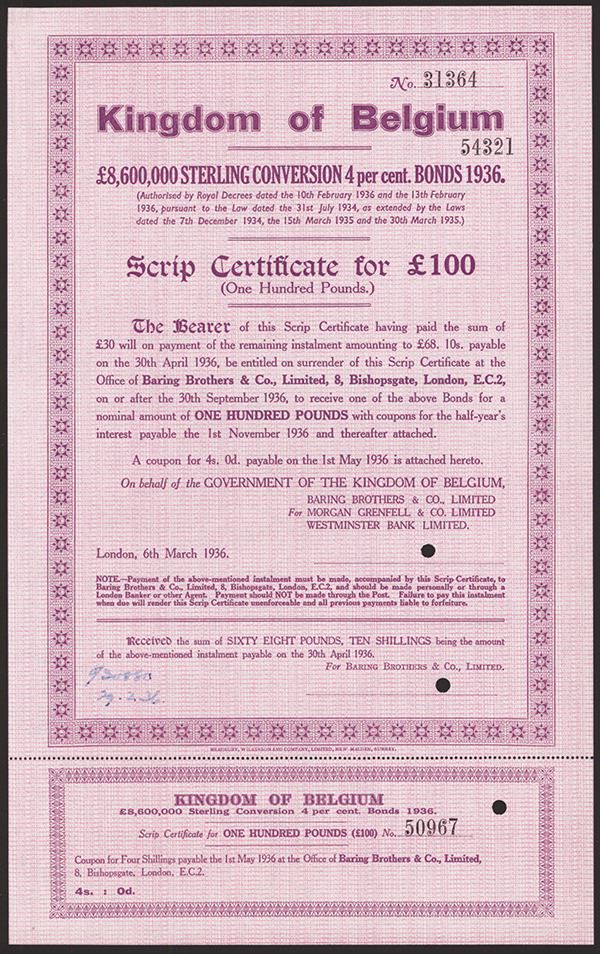 No. 31364
Kingdom of Belgium
54321
£8,600,000 STERLING CONVERSION 4 per cent. BONDS 1936.
(Authorised by Royal Decrees dated the 10th February 1936 and the 13th February
1936, pursuant to the Law dated the 31st July 1934, as extended by the Laws
dated the 7th December 1934, the 15th March 1935 and the 30th March 1935.)
Scrip Certificate for £100
(One Hundred Pounds.)
The Bearer of this Scrip Certificate having paid the sum of
£30 will on payment of the remaining instalment amounting to £68. 10s. payable
on the 30th April 1936, be entitled on surrender of this Scrip Certificate at the
Office of Baring Brothers & Co., Limited, 8, Bishopsgate, London, E.C.2,
on or after the 30th September 1936, to receive one of the above Bonds for a
nominal amount of ONE HUNDRED POUNDS with coupons for the half-year's
interest payable the 1st November 1936 and thereafter attached.
A coupon for 4s. 0d. payable on the 1st May 1936 is attached hereto.
On behalf of the GOVERNMENT OF THE KINGDOM OF BELGIUM,
BARING BROTHERS & CO., LIMITED
For MORGAN GRENFELL & CO. LIMITED
WESTMINSTER BANK LIMITED.
London, 6th March 1936.
NOTE.—Payment of the above-mentioned instalment must be made, accompanied by this Scrip Certificate, to
Baring Brothers & Co., Limited, 8, Bishopsgate, London, E.C.2, and should be made personally or through a
London Banker or other Agent. Payment should NOT be made through the Post. Failure to pay this instalment
when due will render this Scrip Certificate unenforceable and all previous payments liable to forfeiture.
Received the sum of SIXTY EIGHT POUNDS, TEN SHILLINGS being the amount
of the above-mentioned instalment payable on the 30th April 1936.
For BARING BROTHERS & CO., LIMITED.
29.2.36.
BRADBURY, WILKINSON AND COMPANY, LIMITED, NEW MALDEN, SURREY.
KINGDOM OF BELGIUM
£8,600,000 Sterling Conversion 4 per cent. Bonds 1936.
Scrip Certificate for ONE HUNDRED POUNDS (£100) No. 50967
Coupon for Four Shillings payable the 1st May 1936 at the Office of Baring Brothers & Co., Limited,
8, Bishopsgate, London, E.C.2.
4s. : 0d.